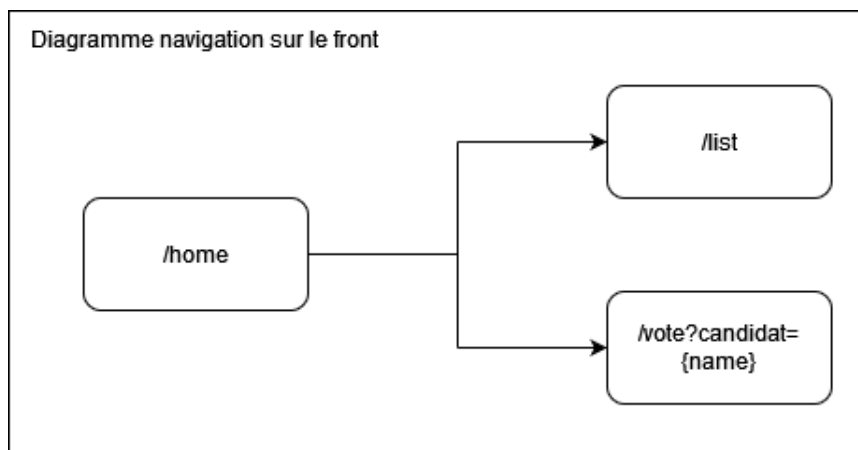 Diagramme navigation sur le front
/list
/home
/vote?candidat=
{name}